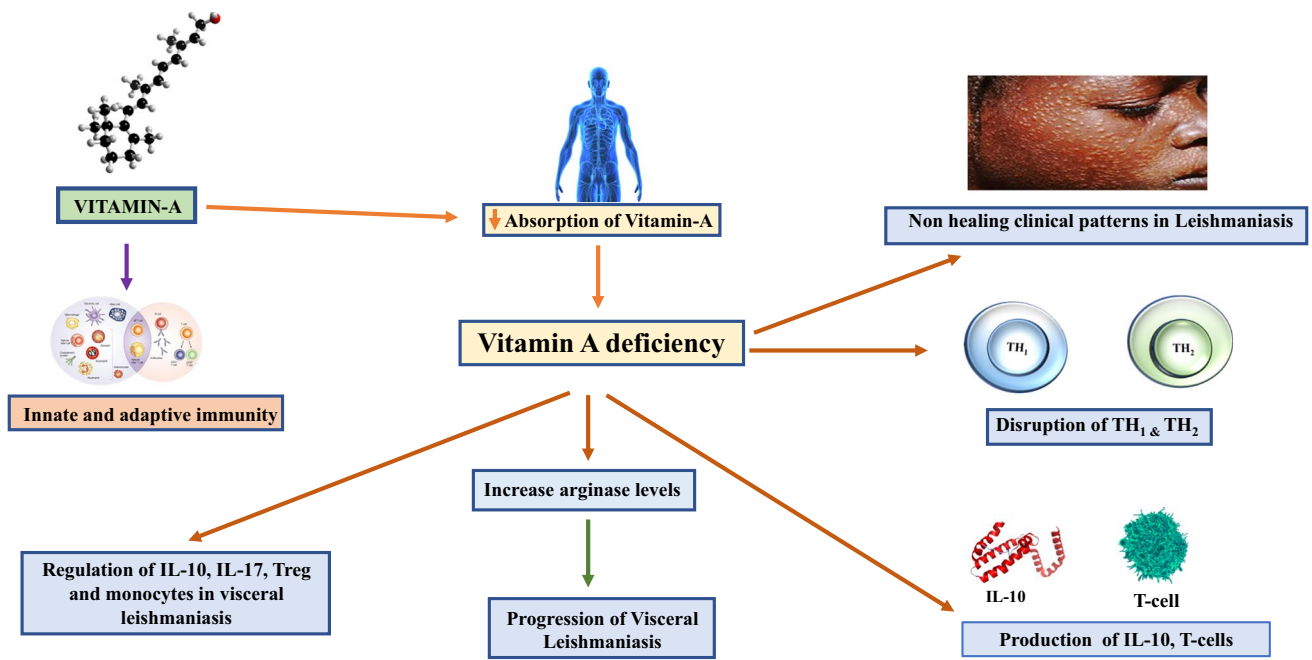 VITAMIN-A
Absorption of Vitamin-A
Non healing clinical patterns in Leishmaniasis
Vitamin A deficiency
TH₁
TH₂
Innate and adaptive immunity
Disruption of TH₁ & TH₂
Increase arginase levels
Regulation of IL-10, IL-17, Treg
and monocytes in visceral
leishmaniasis
Progression of Visceral
Leishmaniasis
IL-10
T-cell
Production of IL-10, T-cells